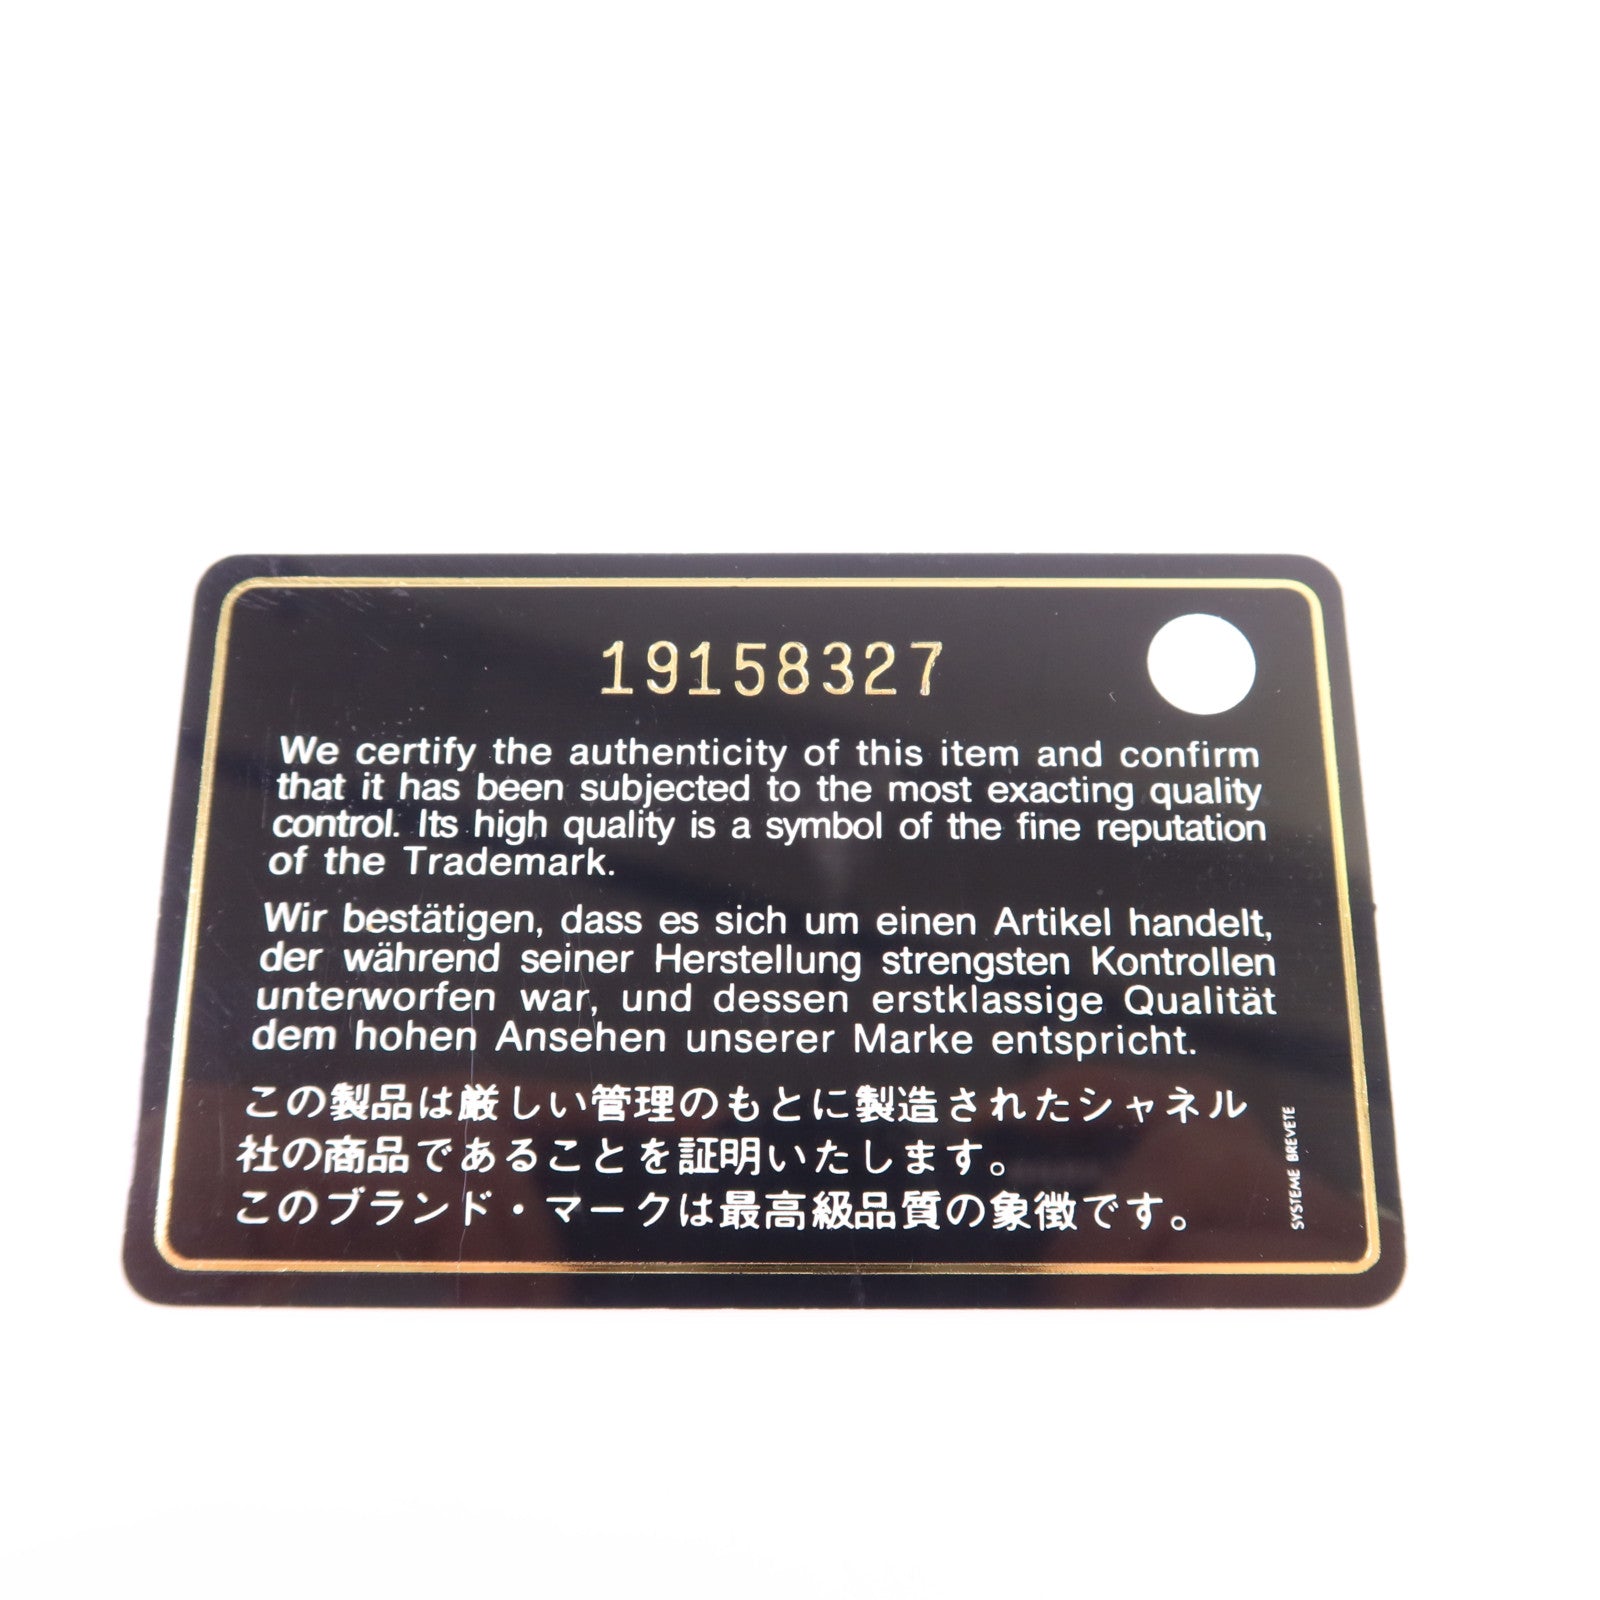 19158327
We certify the authenticity of this item and confirm
that it has been subjected to the most exacting quality
control. Its high quality is a symbol of the fine reputation
of the Trademark.
Wir bestätigen, dass es sich um einen Artikel handelt,
der während seiner Herstellung strengsten Kontrollen
unterworfen war, und dessen erstklassige Qualität
dem hohen Ansehen unserer Marke entspricht.
この製品は厳しい管理のもとに製造されたシャネル
社の商品であることを証明いたします。
このブランド・マークは最高級品質の象徴です。
SYSTEME BREVETE